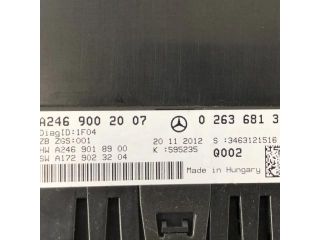 A246 900 20 07 0 263 681 3
DiagID:1F04
ZB ZGS:001 20 11 2012 S :3463121516
HW A246 901 89 00 K :595235 Q002
SW A172 902 32 04 Made in Hungary